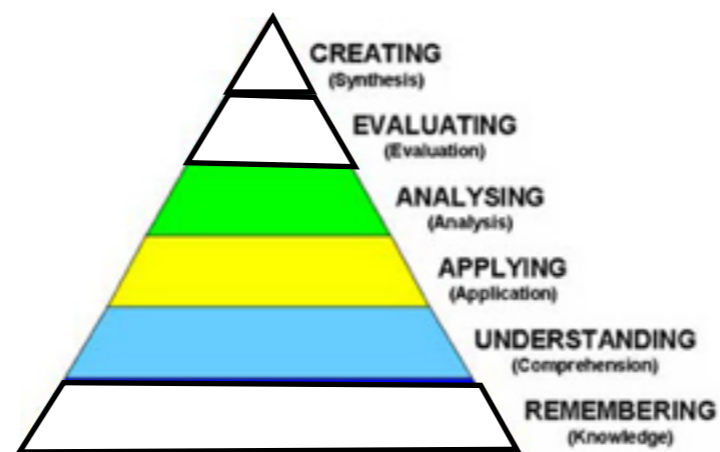 CREATING
(Synthesis)
EVALUATING
(Evaluation)
ANALYSING
(Analysis)
APPLYING
(Application)
UNDERSTANDING
(Comprehension)
REMEMBERING
(Knowledge)